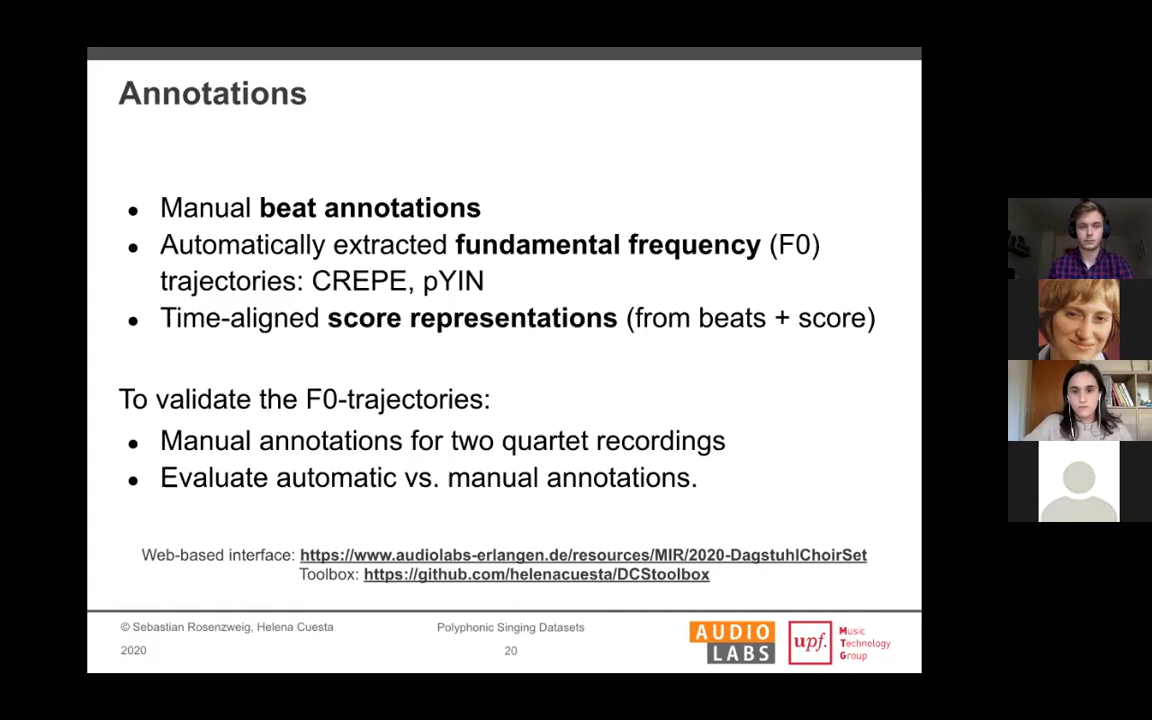 Annotations
● Manual beat annotations
● Automatically extracted fundamental frequency (F0)
trajectories: CREPE, pYIN
● Time-aligned score representations (from beats + score)
To validate the F0-trajectories:
● Manual annotations for two quartet recordings
● Evaluate automatic vs. manual annotations.
Web-based interface: https://www.audiolabs-erlangen.de/resources/MIR/2020-DagstuhlChoirSet
Toolbox: https://github.com/helenacuesta/DCStoolbox
© Sebastian Rosenzweig, Helena Cuesta
2020
Polyphonic Singing Datasets
20
AUDIO
LABS
upf.
Music
Technology
Group